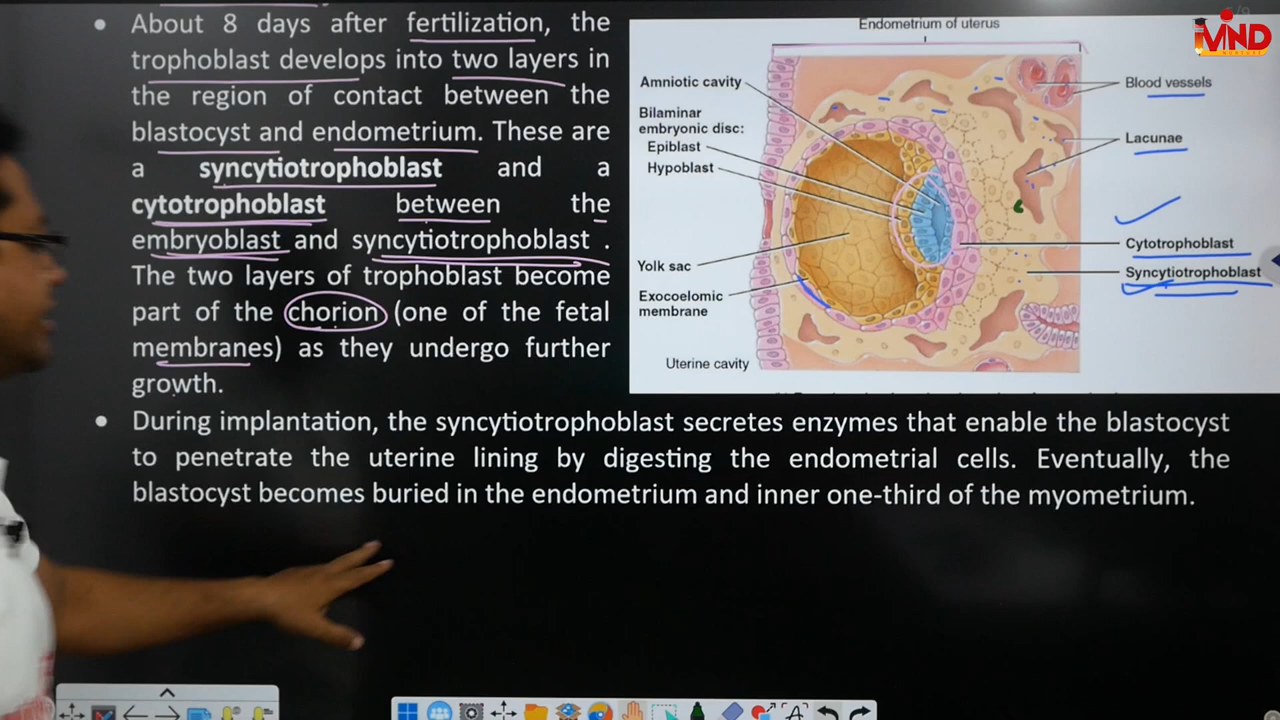 • About 8 days after fertilization, the
trophoblast develops into two layers in
the region of contact between the
blastocyst and endometrium. These are
a syncytiotrophoblast and a
cytotrophoblast between the
embryoblast and syncytiotrophoblast .
The two layers of trophoblast become
part of the chorion (one of the fetal
membranes) as they undergo further
growth.
• During implantation, the syncytiotrophoblast secretes enzymes that enable the blastocyst
to penetrate the uterine lining by digesting the endometrial cells. Eventually, the
blastocyst becomes buried in the endometrium and inner one-third of the myometrium.
Endometrium of uterus
Amniotic cavity
Bilaminar
embryonic disc:
Epiblast
Hypoblast
Yolk sac
Exocoelomic
membrane
Uterine cavity
Blood vessels
Lacunae
Cytotrophoblast
Syncytiotrophoblast
MIND